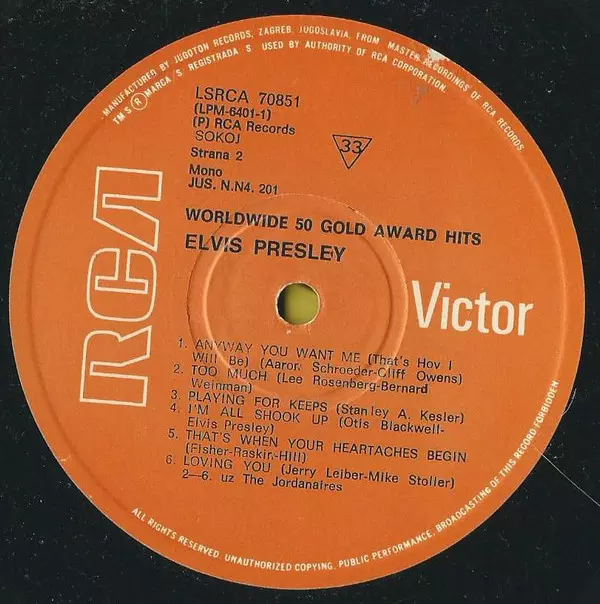 MANUFACTURED BY JUGOTON RECORDS, ZAGREB, JUGOSLAVIA, FROM MASTER RECORDINGS OF RCA RECORDS
TM S ® MARCA S REGISTRADA S USED BY AUTHORITY OF RCA CORPORATION.
LSRCA 70851
(LPM-6401-1)
(P) RCA Records
SOKOJ
33
Strana 2
Mono
JUS. N.N4. 201
WORLDWIDE 50 GOLD AWARD HITS
ELVIS PRESLEY
RCA
Victor
1. ANYWAY YOU WANT ME (That's Hov I
Will Be) (Aaron Schroeder-Cliff Owens)
2. TOO MUCH (Lee Rosenberg-Bernard
Weinman)
3. PLAYING FOR KEEPS (Stanley A. Kesler)
4. I'M ALL SHOOK UP (Otis Blackwell-
Elvis Presley)
5. THAT'S WHEN YOUR HEARTACHES BEGIN
(Fisher-Raskin-Hill)
6. LOVING YOU (Jerry Leiber-Mike Stoller)
2—6. uz The Jordanaires
ALL RIGHTS RESERVED. UNAUTHORIZED COPYING, PUBLIC PERFORMANCE, BROADCASTING OF THIS RECORD FORBIDDEN